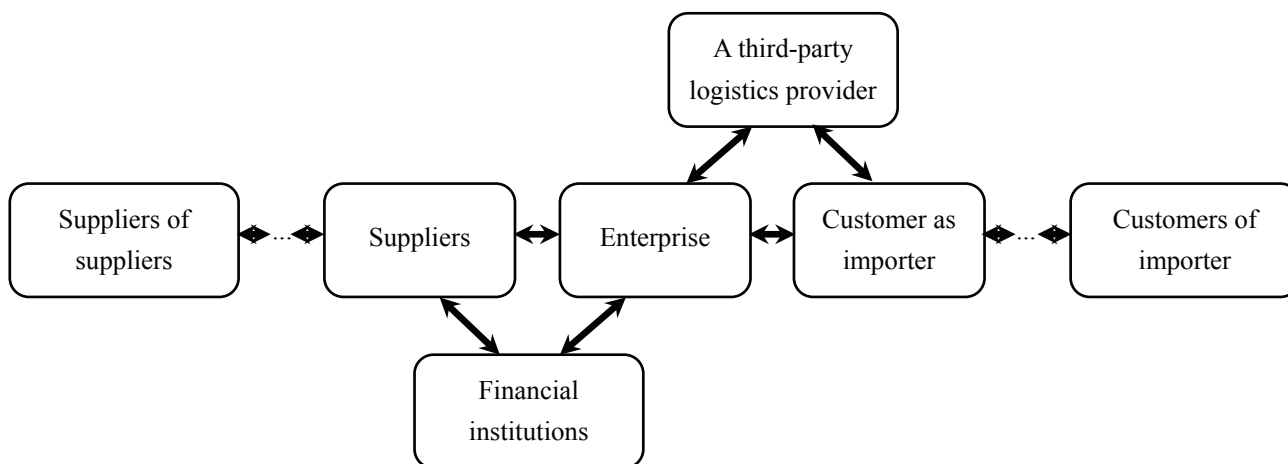 A third-party
logistics provider
Suppliers of
suppliers
...
Suppliers
Enterprise
Customer as
importer
...
Customers of
importer
Financial
institutions